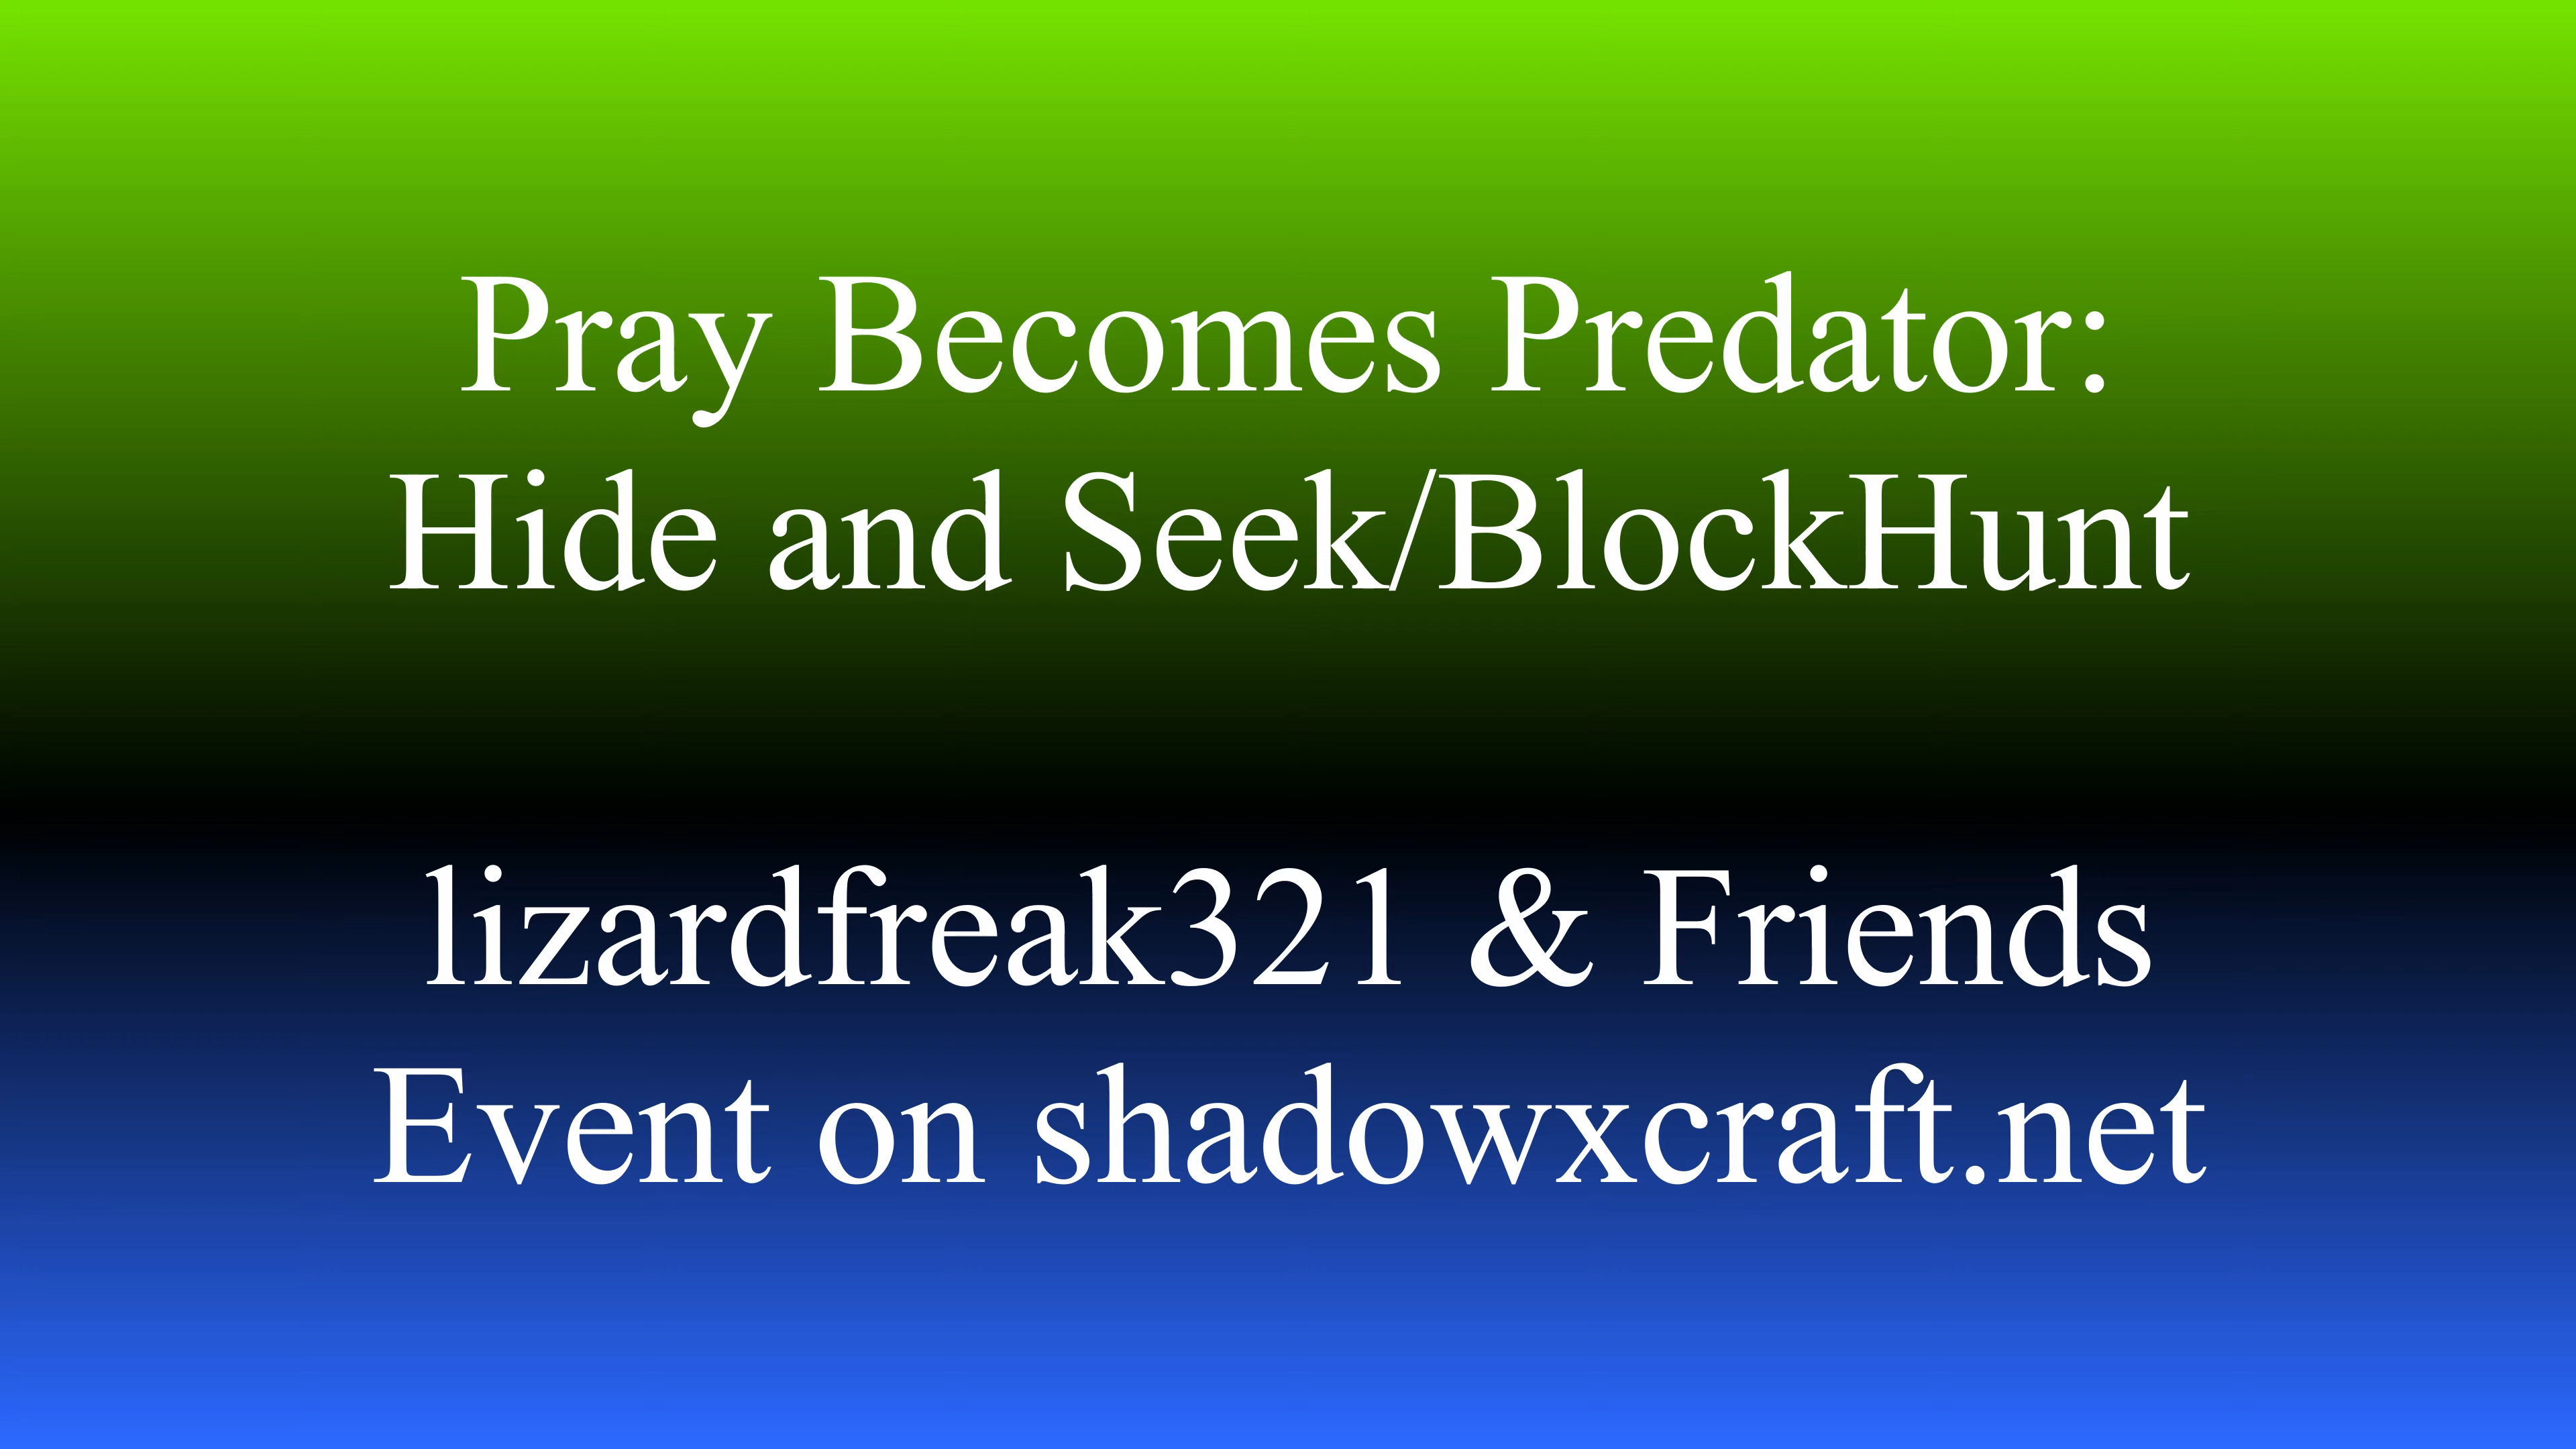 Pray Becomes Predator:
Hide and Seek/BlockHunt
lizardfreak321 & Friends
Event on shadowxcraft.net